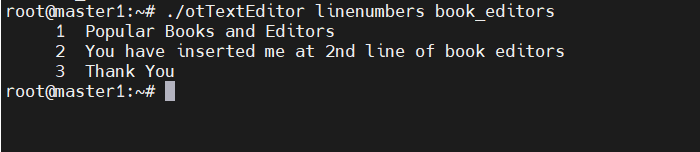 root@master1:~# ./otTextEditor linenumbers book_editors
1 Popular Books and Editors
2 You have inserted me at 2nd line of book editors
3 Thank You
root@master1:~#